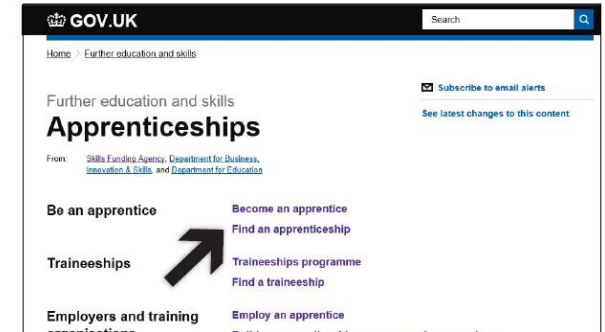 GOV.UK
Search
Home > Further education and skills
Subscribe to email alerts
See latest changes to this content
Further education and skills
Apprenticeships
From: Skills Funding Agency, Department for Business,
Innovation & Skills, and Department for Education
Be an apprentice
Become an apprentice
Find an apprenticeship
Traineeships
Traineeships programme
Find a traineeship
Employers and training
organisations
Employ an apprentice